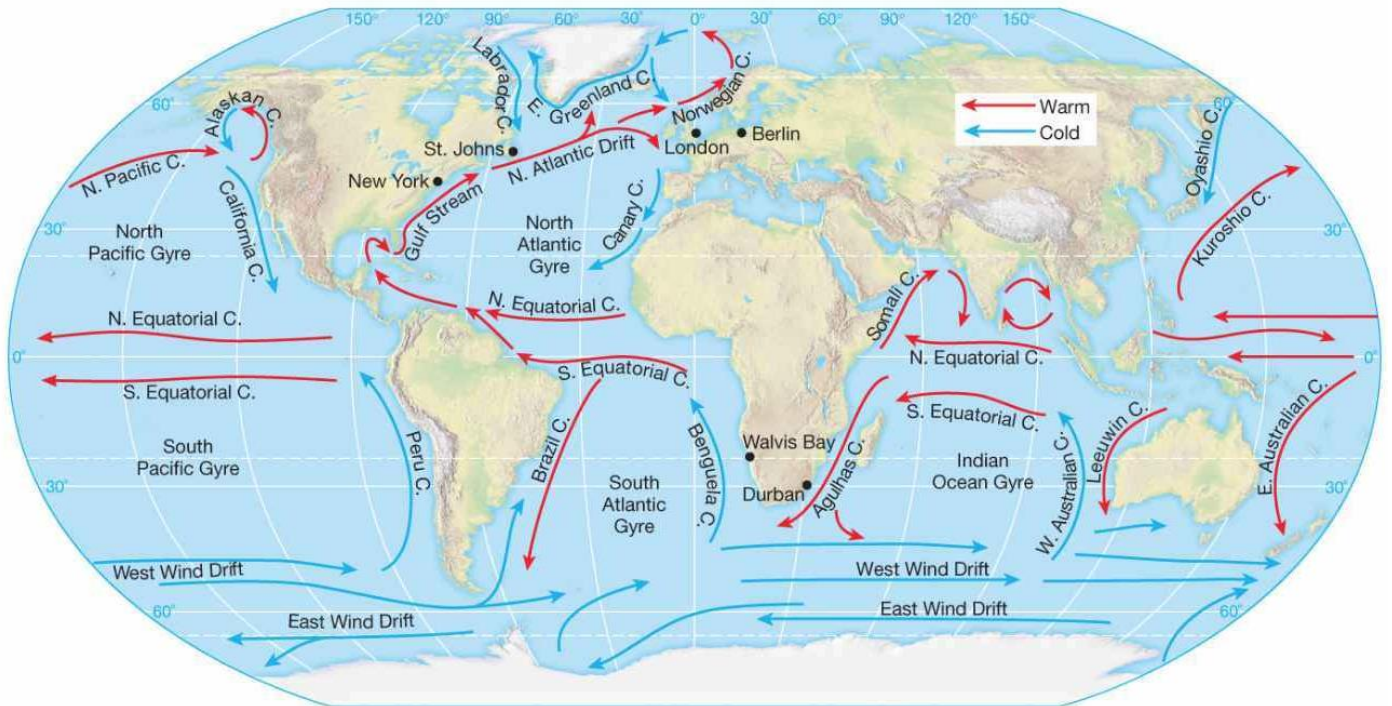 150° 120° 90° 60° 30° 0° 30° 60° 90° 120° 150°
Labrador C.
E. Greenland C.
Norwegian C.
60°
Alaskan C.
Warm
Cold
60°
Oyashio C.
London
Berlin
St. Johns
N. Atlantic Drift
N. Pacific C.
New York
Gulf Stream
Canary C.
California C.
North
Pacific Gyre
30°
North
Atlantic
Gyre
30°
Kuroshio C.
Somali C.
N. Equatorial C.
N. Equatorial C.
N. Equatorial C.
0°
0°
S. Equatorial C.
S. Equatorial C.
S. Equatorial C.
South
Pacific Gyre
Peru C.
Brazil C.
South
Atlantic
Gyre
Benguela C.
Walvis Bay
Durban
Agulhas C.
Indian
Ocean Gyre
W. Australian C.
Leeuwin C.
E. Australian C.
30°
30°
West Wind Drift
West Wind Drift
60°
East Wind Drift
East Wind Drift
60°